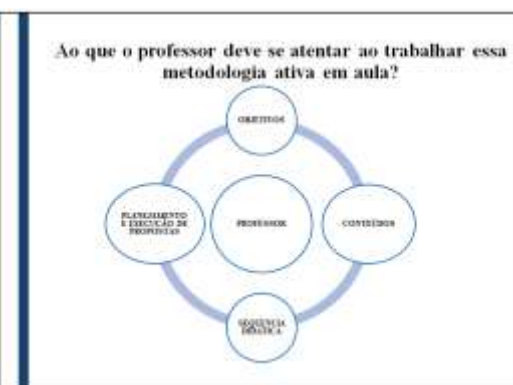 Ao que o professor deve se atentar ao trabalhar essa
metodologia ativa em aula?
OBJETIVOS
PLANEJAMENTO
E EXECUÇÃO DE
PROPOSTAS
PROFESSOR
CONTEÚDOS
SEQUÊNCIA
DIDÁTICA